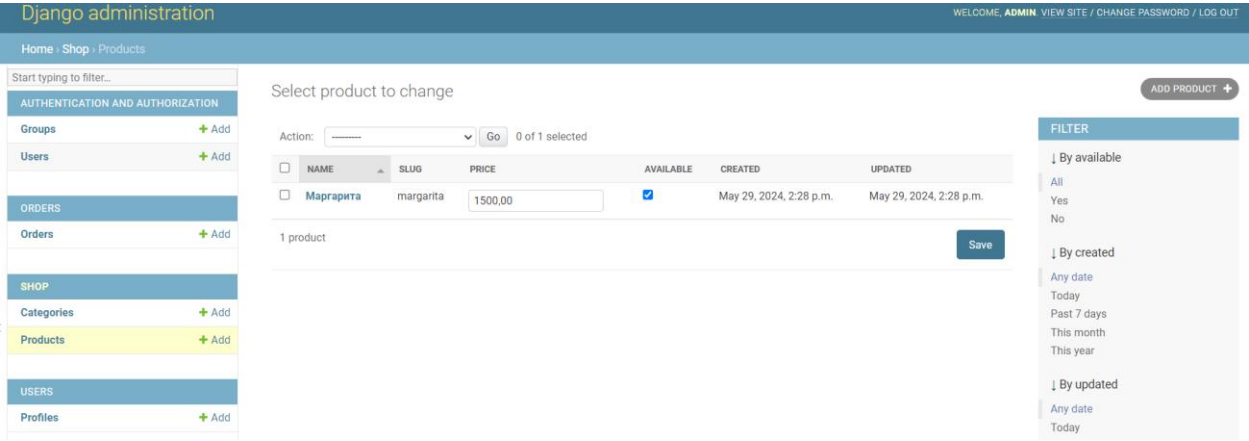 Django administration
WELCOME, ADMIN. VIEW SITE / CHANGE PASSWORD / LOG OUT
Home › Shop › Products
Start typing to filter...
AUTHENTICATION AND AUTHORIZATION
Groups + Add
Users + Add
ORDERS
Orders + Add
SHOP
Categories + Add
Products + Add
USERS
Profiles + Add
Select product to change
ADD PRODUCT +
Action: --------- Go 0 of 1 selected
NAME SLUG PRICE AVAILABLE CREATED UPDATED
Маргарита margarita 1500,00 May 29, 2024, 2:28 p.m. May 29, 2024, 2:28 p.m.
1 product
Save
FILTER
↓ By available
All
Yes
No
↓ By created
Any date
Today
Past 7 days
This month
This year
↓ By updated
Any date
Today